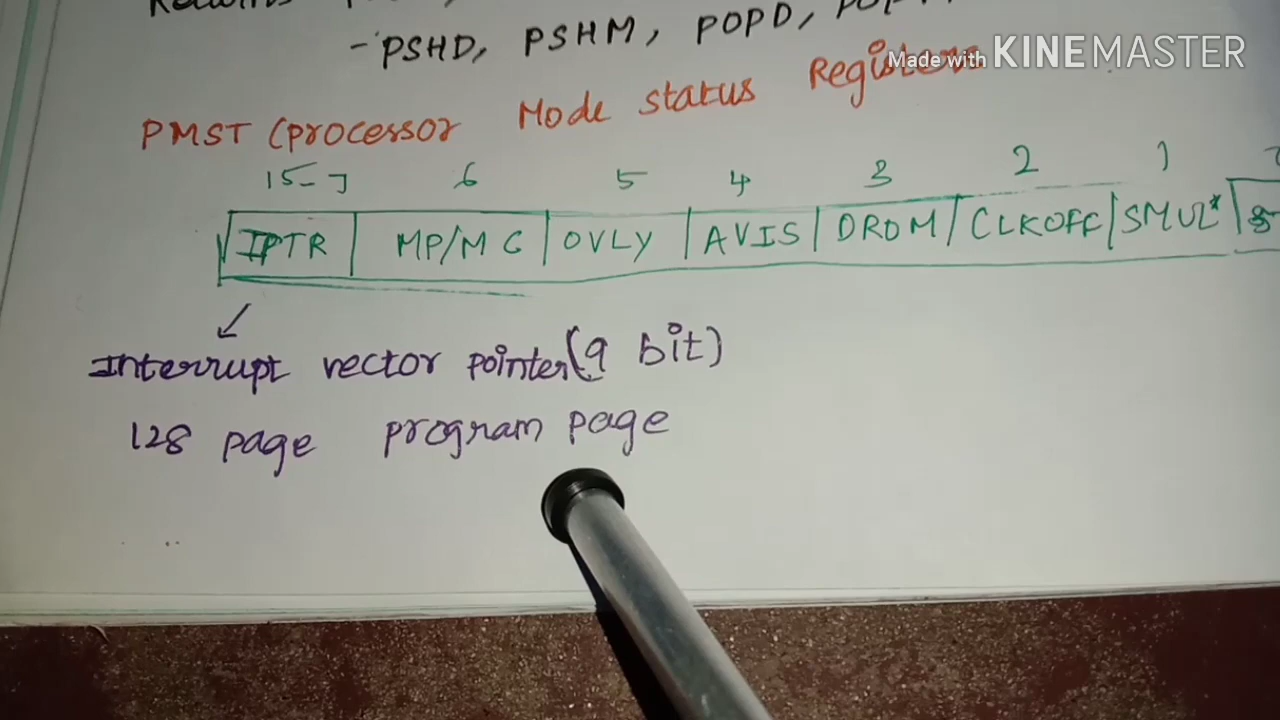 - PSHD, PSHM, POPD,
Made with KINEMASTER
PMST (processor Mode status Registers
15-7 6 5 4 3 2 1
IPTR MP/MC OVLY AVIS DROM CLKOFF SMUL*
Interrupt vector pointer (9 bit)
128 page program page